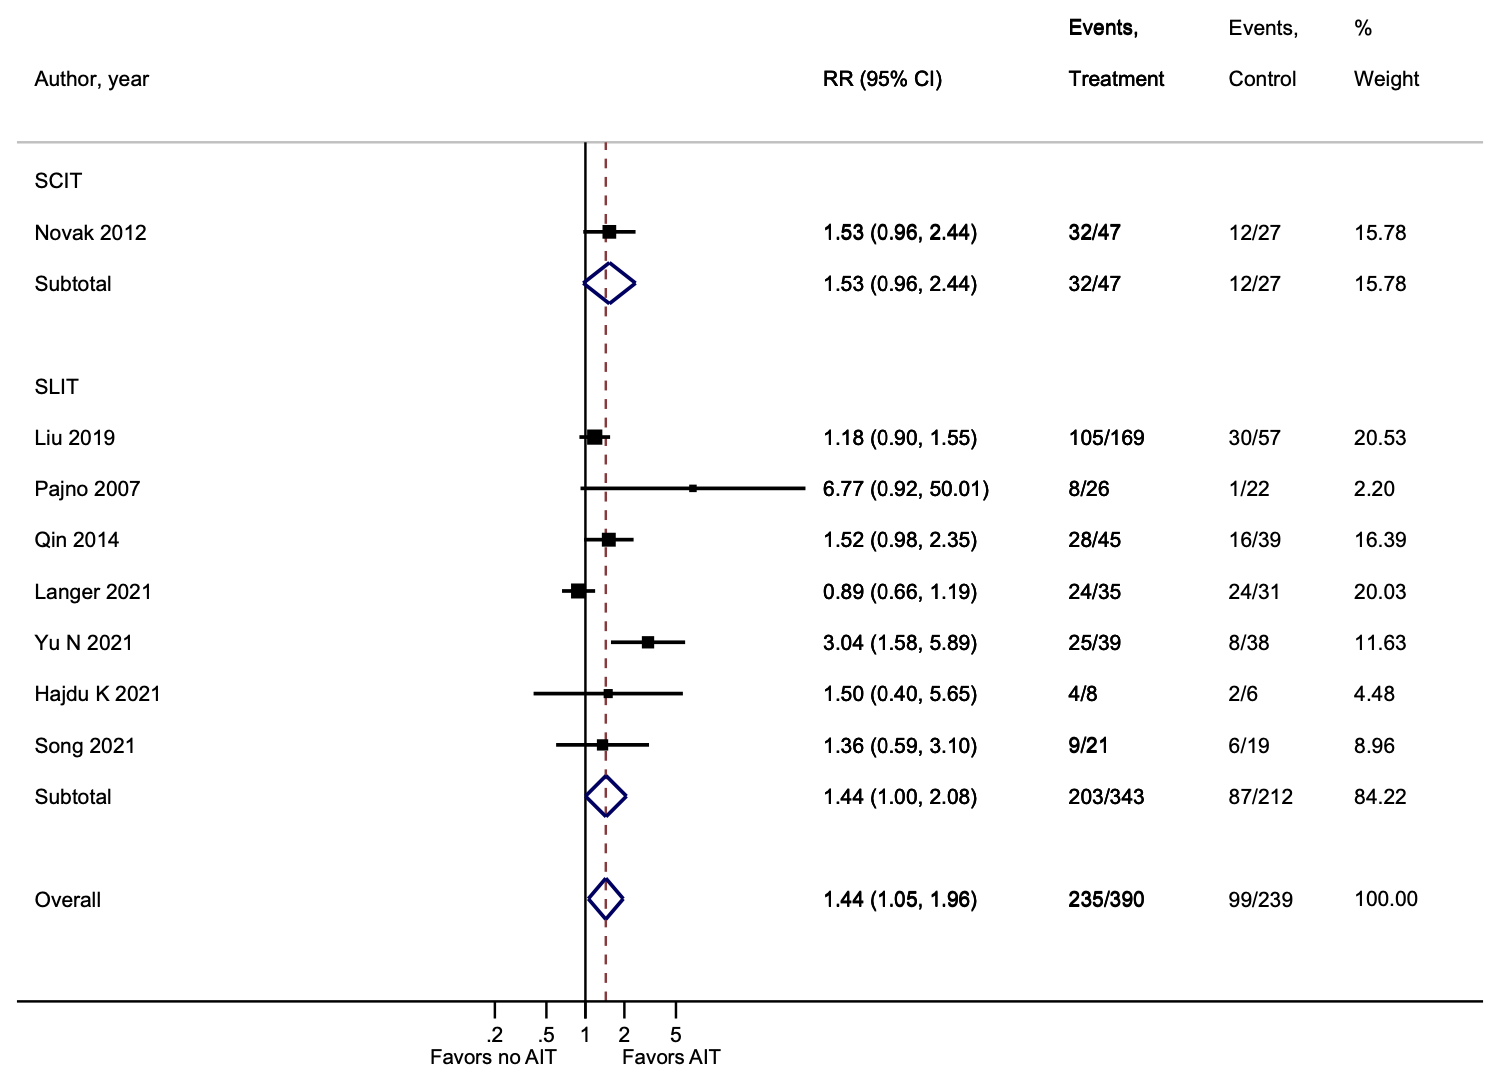 Events, Events, %
Author, year RR (95% CI) Treatment Control Weight
SCIT
Novak 2012 1.53 (0.96, 2.44) 32/47 12/27 15.78
Subtotal 1.53 (0.96, 2.44) 32/47 12/27 15.78
SLIT
Liu 2019 1.18 (0.90, 1.55) 105/169 30/57 20.53
Pajno 2007 6.77 (0.92, 50.01) 8/26 1/22 2.20
Qin 2014 1.52 (0.98, 2.35) 28/45 16/39 16.39
Langer 2021 0.89 (0.66, 1.19) 24/35 24/31 20.03
Yu N 2021 3.04 (1.58, 5.89) 25/39 8/38 11.63
Hajdu K 2021 1.50 (0.40, 5.65) 4/8 2/6 4.48
Song 2021 1.36 (0.59, 3.10) 9/21 6/19 8.96
Subtotal 1.44 (1.00, 2.08) 203/343 87/212 84.22
Overall 1.44 (1.05, 1.96) 235/390 99/239 100.00
.2 .5 1 2 5
Favors no AIT Favors AIT